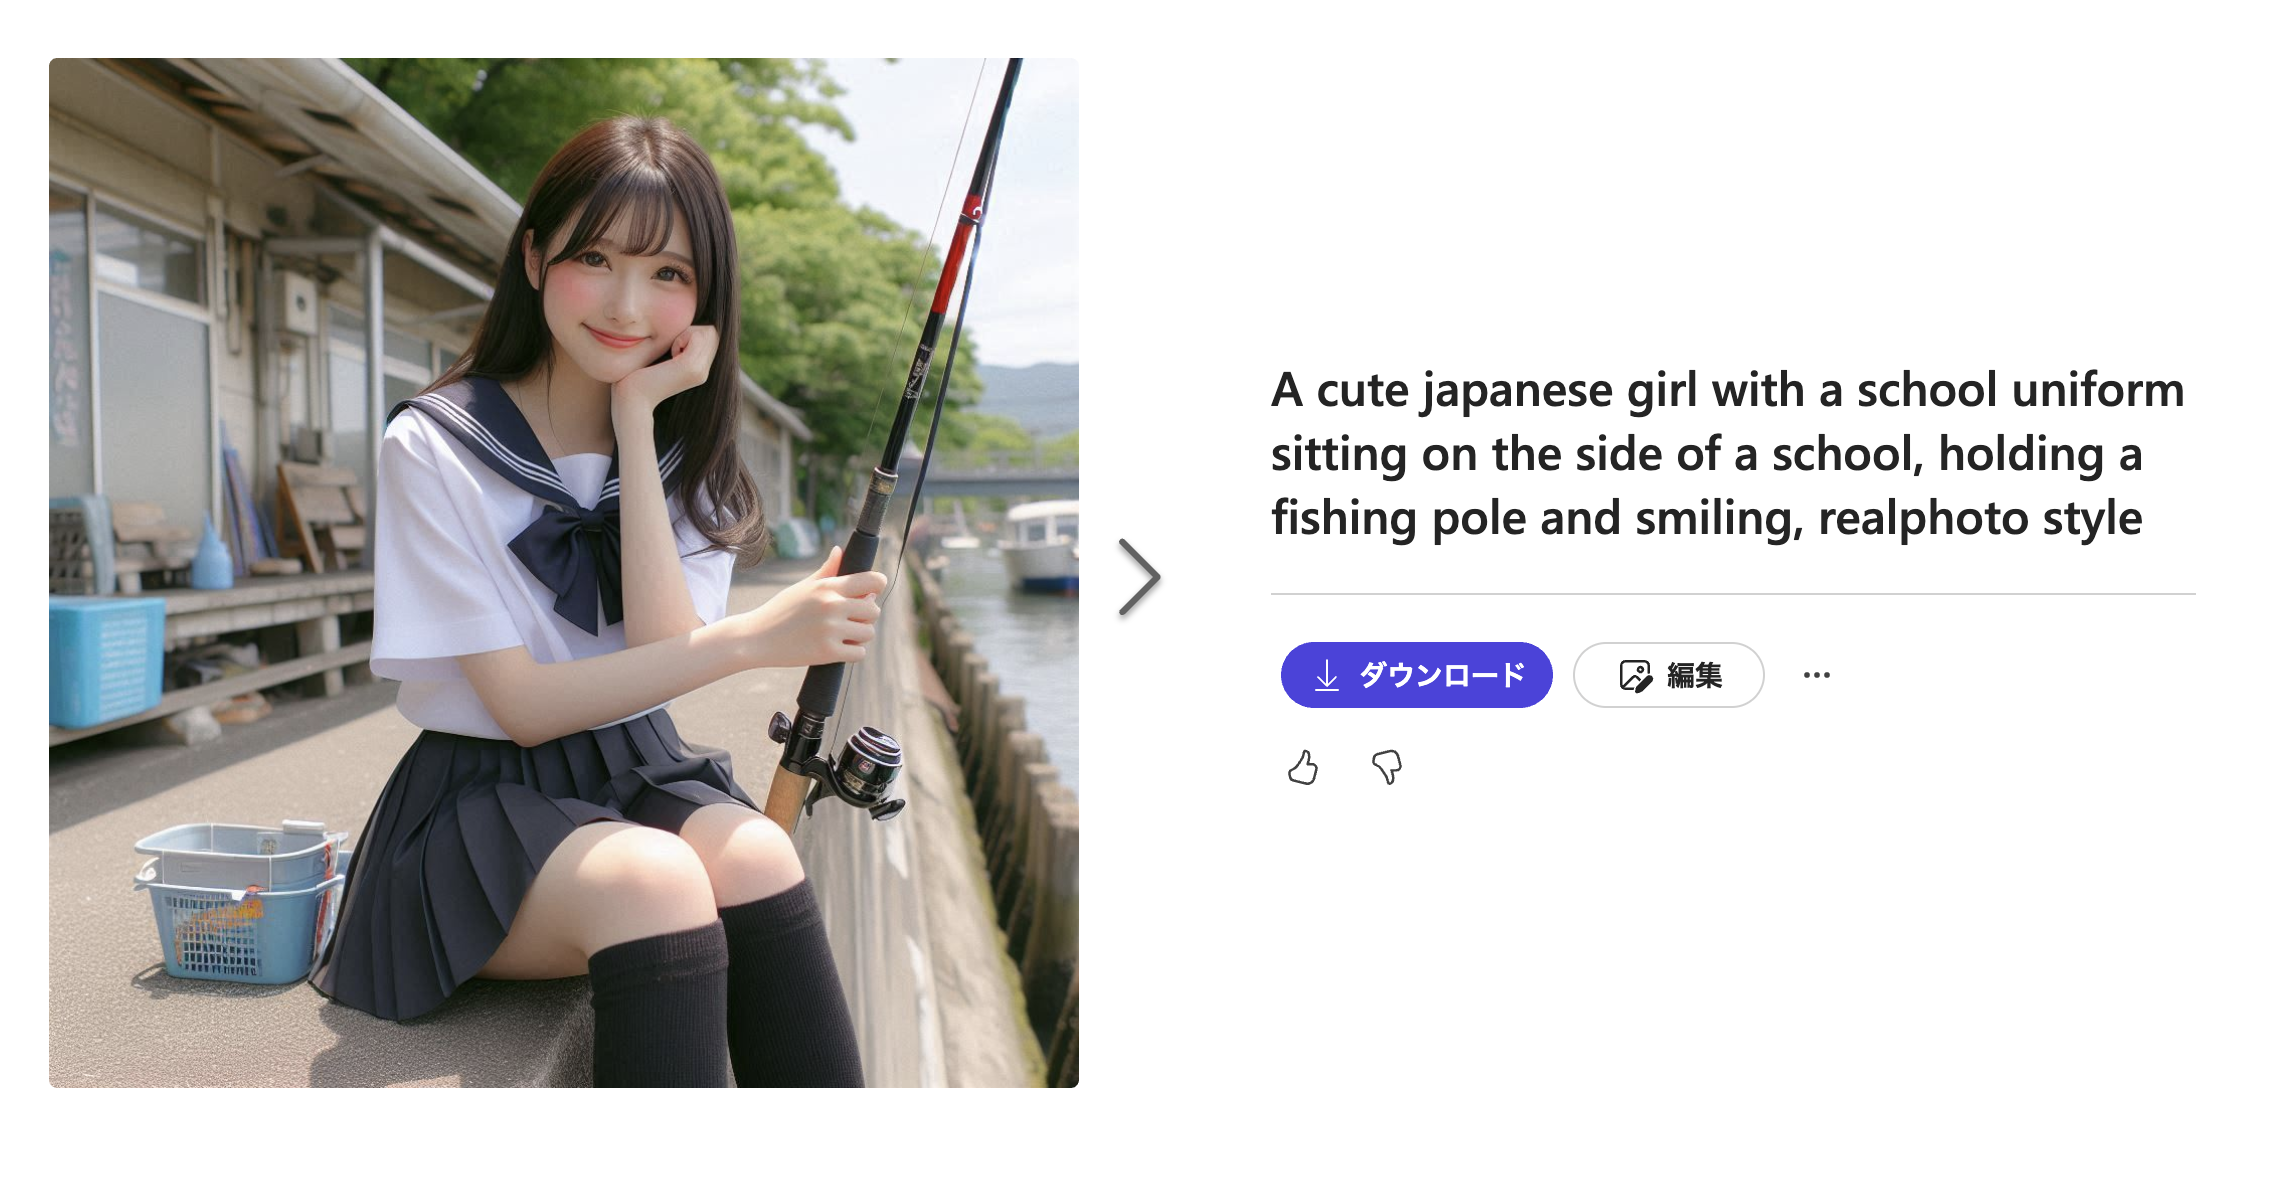 A cute japanese girl with a school uniform
sitting on the side of a school, holding a
fishing pole and smiling, realphoto style
ダウンロード
編集